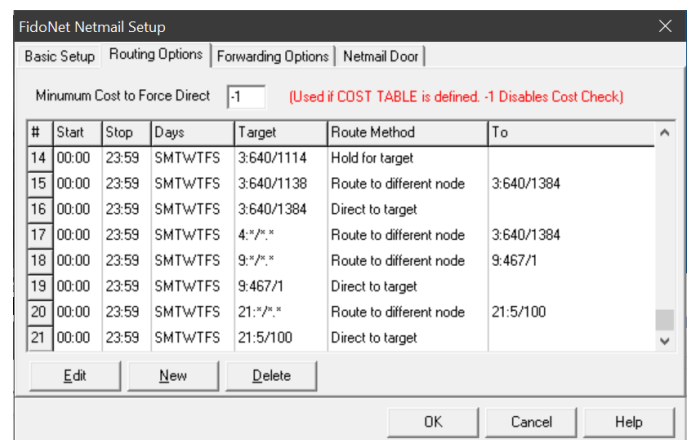 FidoNet Netmail Setup
Basic Setup Routing Options Forwarding Options Netmail Door
Minumum Cost to Force Direct -1 (Used if COST TABLE is defined. -1 Disables Cost Check)
# Start Stop Days Target Route Method To
14 00:00 23:59 SMTWTFS 3:640/1114 Hold for target
15 00:00 23:59 SMTWTFS 3:640/1138 Route to different node 3:640/1384
16 00:00 23:59 SMTWTFS 3:640/1384 Direct to target
17 00:00 23:59 SMTWTFS 4:*/*.* Route to different node 3:640/1384
18 00:00 23:59 SMTWTFS 9:*/*.* Route to different node 9:467/1
19 00:00 23:59 SMTWTFS 9:467/1 Direct to target
20 00:00 23:59 SMTWTFS 21:*/*.* Route to different node 21:5/100
21 00:00 23:59 SMTWTFS 21:5/100 Direct to target
Edit New Delete
OK Cancel Help